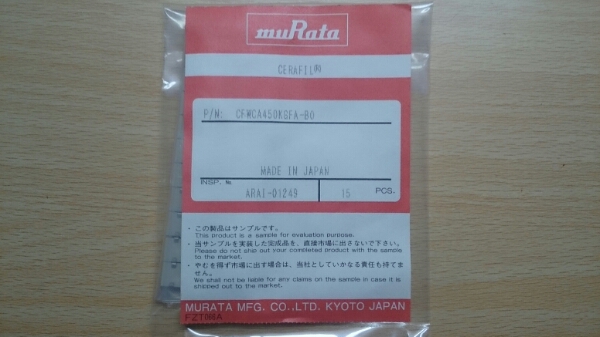 muRata
CERAFIL®
P/N: CFWCA450KGFA-B0
MADE IN JAPAN
INSP. No.
ARAI-01249 15 PCS.
・この製品はサンプルです。
This product is a sample for evaluation purpose.
・当サンプルを実装した完成品を、直接市場に出さないで下さい。
Please do not ship out your completed product with the sample
to the market.
・やむを得ず市場に出す場合は、当社としていかなる責任も持てま
せん。
We shall not be liable for any claims on the sample in case it is
shipped out to the market.
MURATA MFG. CO.,LTD. KYOTO JAPAN